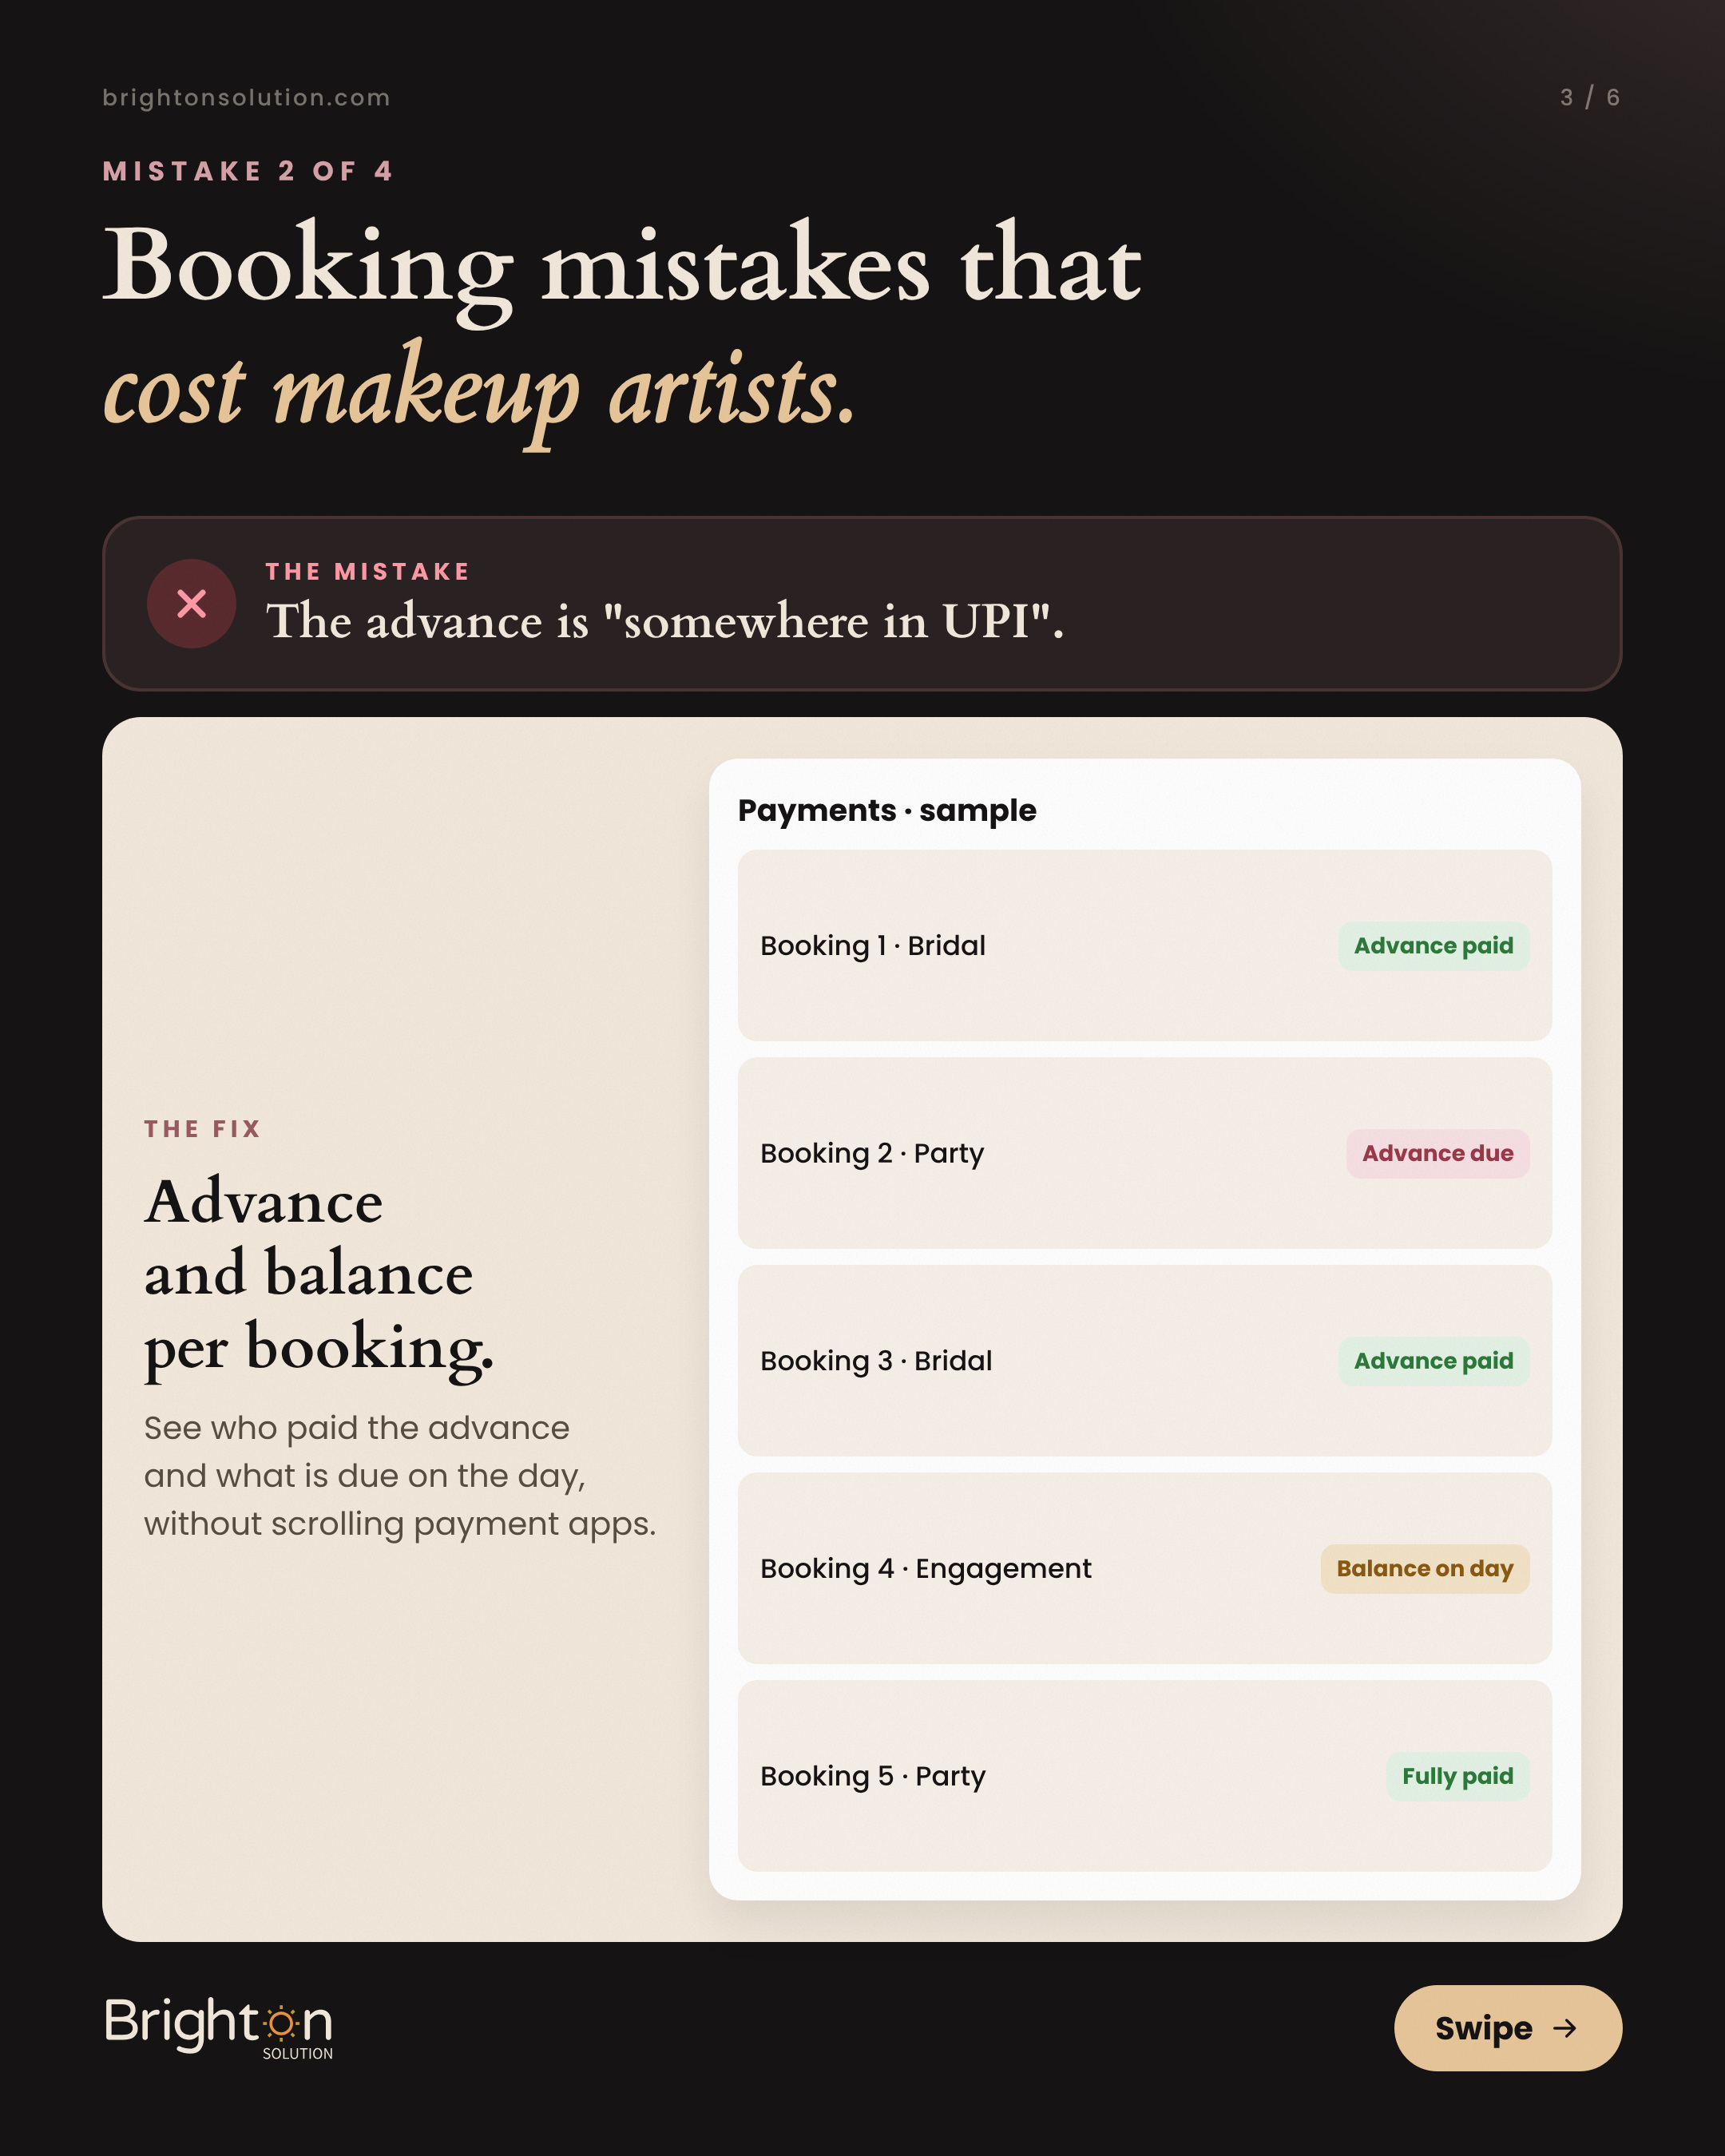 brightonsolution.com
3 / 6
MISTAKE 2 OF 4
Booking mistakes that
cost makeup artists.
THE MISTAKE
The advance is "somewhere in UPI".
THE FIX
Advance
and balance
per booking.
See who paid the advance
and what is due on the day,
without scrolling payment apps.
Payments · sample
Booking 1 · Bridal
Advance paid
Booking 2 · Party
Advance due
Booking 3 · Bridal
Advance paid
Booking 4 · Engagement
Balance on day
Booking 5 · Party
Fully paid
Brighton
SOLUTION
Swipe →